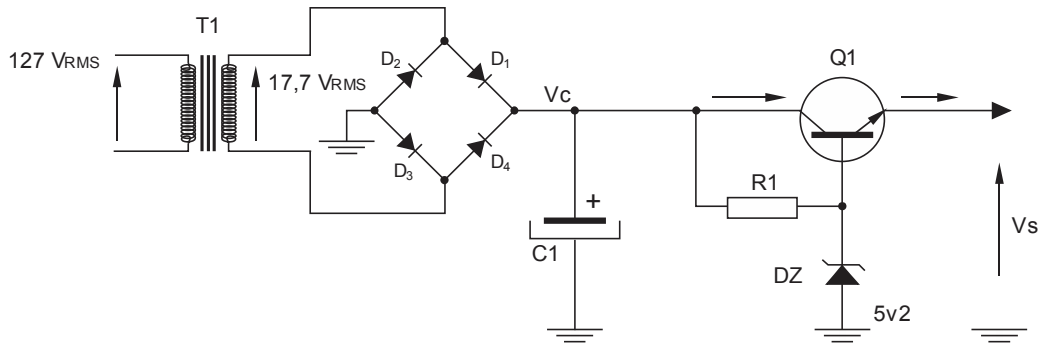 T1
127 VRMS
17,7 VRMS
D2
D1
D3
D4
Vc
Q1
+
C1
R1
DZ
5v2
Vs